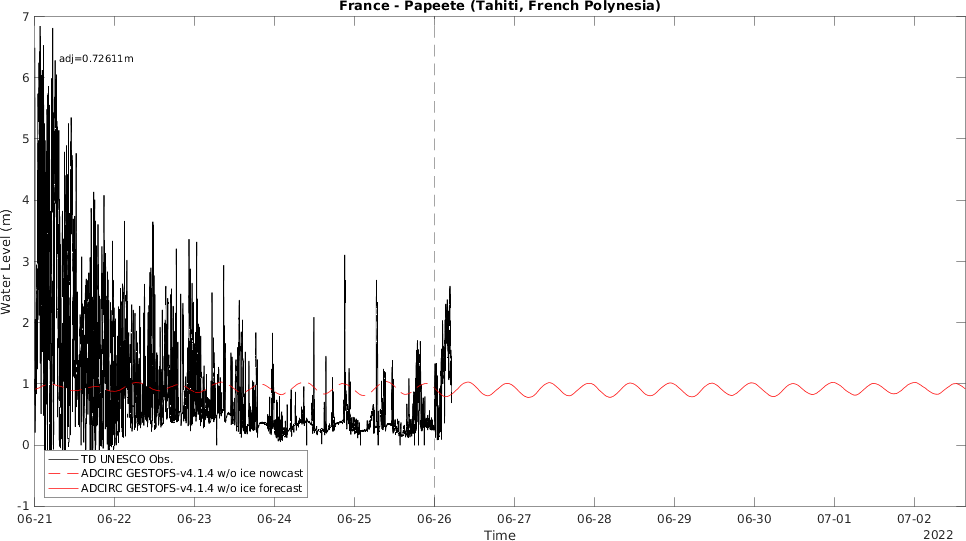 France - Papeete (Tahiti, French Polynesia)
7
adj=0.72611m
6
5
4
3
2
1
0
-1
Water Level (m)
TD UNESCO Obs.
ADCIRC GESTOFS-v4.1.4 w/o ice nowcast
ADCIRC GESTOFS-v4.1.4 w/o ice forecast
06-21 06-22 06-23 06-24 06-25 06-26 06-27 06-28 06-29 06-30 07-01 07-02
Time
2022